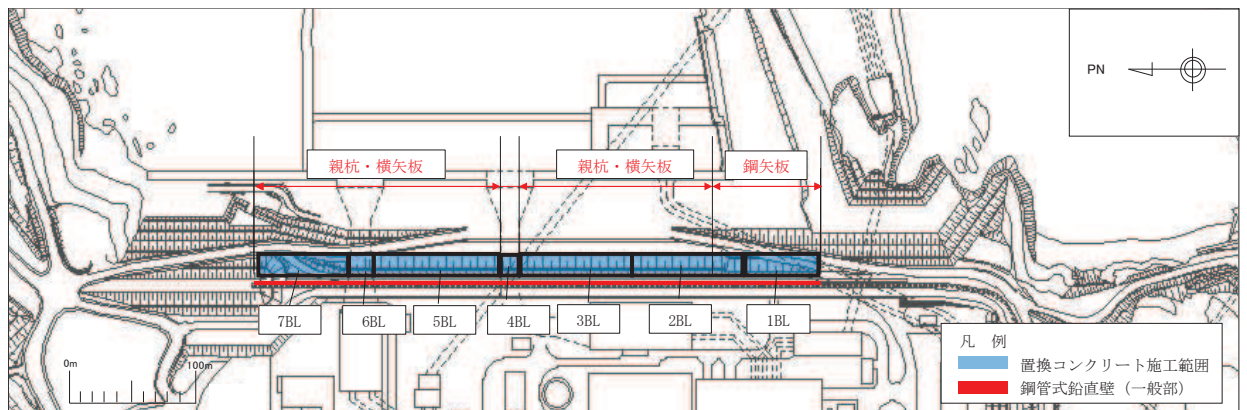 PN
親杭・横矢板
親杭・横矢板
鋼矢板
7BL
6BL
5BL
4BL
3BL
2BL
1BL
0m
100m
凡 例
置換コンクリート施工範囲
鋼管式鉛直壁（一般部）